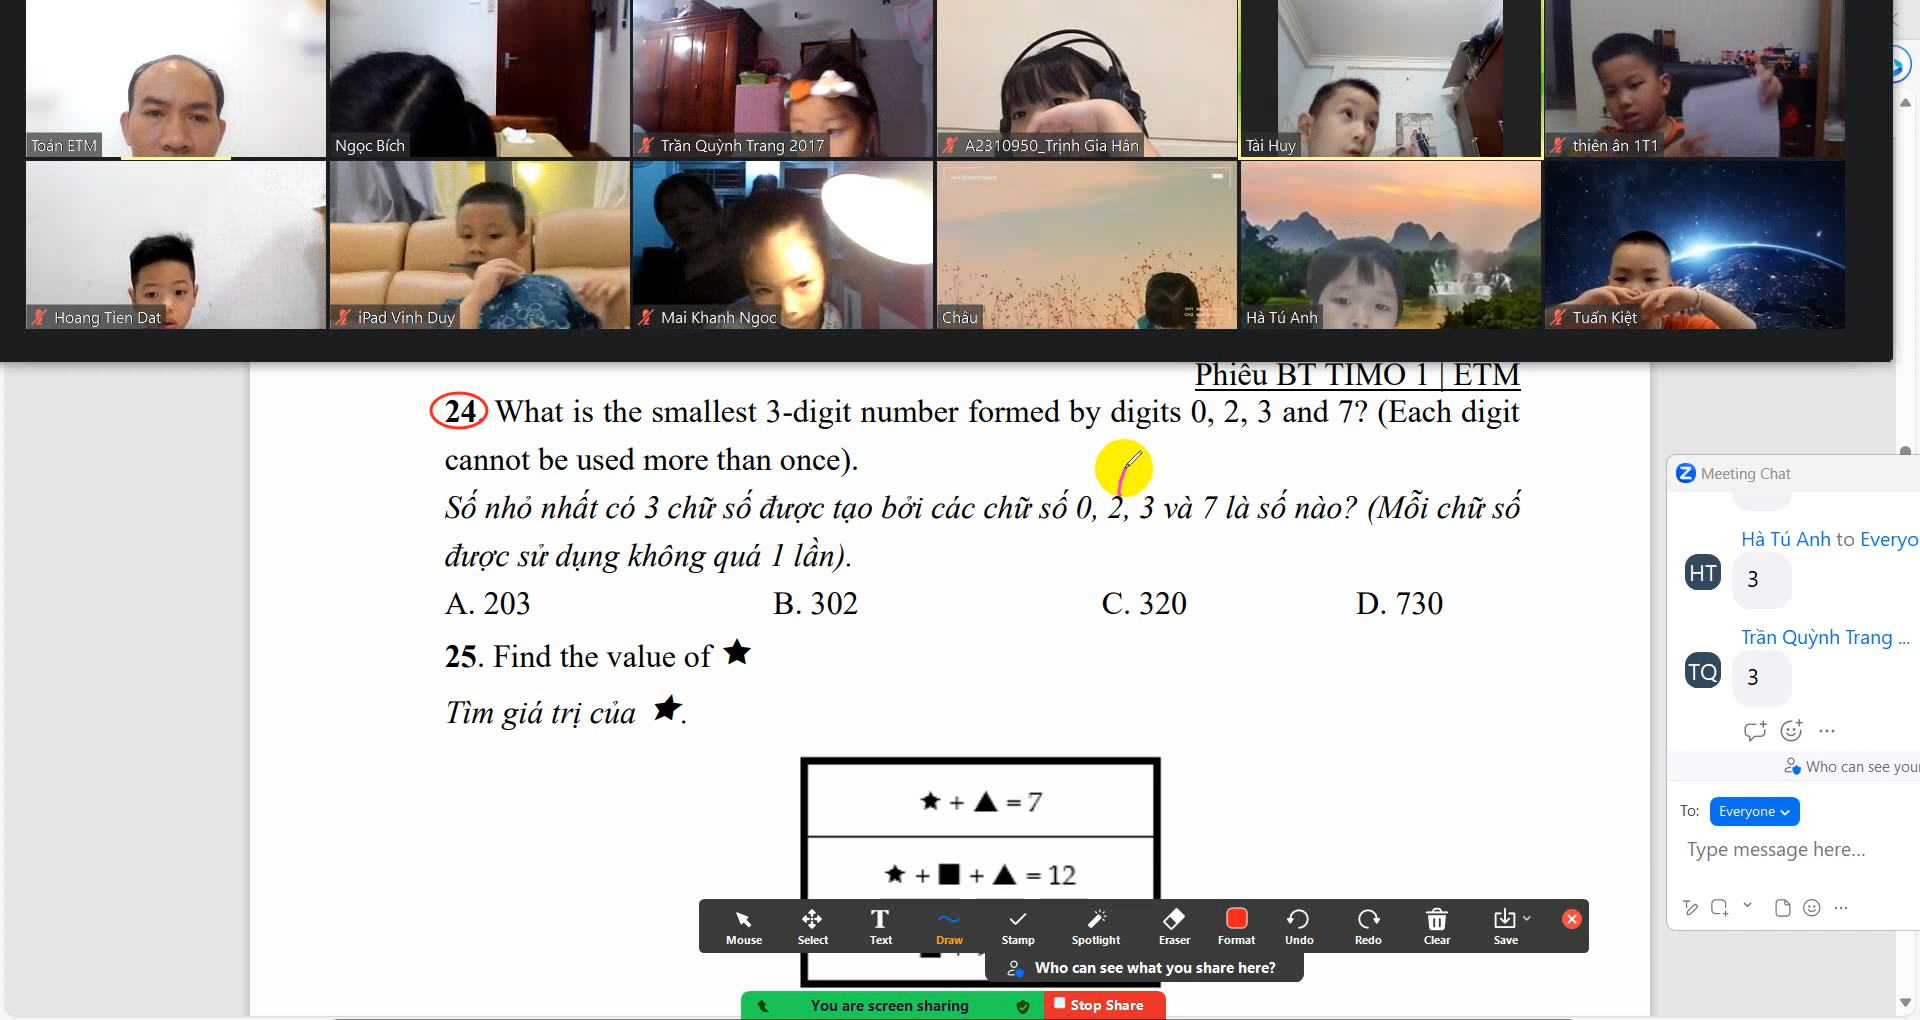 Toán ETM
Ngọc Bích
Trần Quỳnh Trang 2017
A2310950_Trịnh Gia Hân
Tài Huy
thiên ân 1T1
Hoang Tien Dat
iPad Vinh Duy
Mai Khanh Ngoc
Châu
Hà Tú Anh
Tuấn Kiệt
Phiếu BT TIMO 1 | ETM
24. What is the smallest 3-digit number formed by digits 0, 2, 3 and 7? (Each digit
cannot be used more than once).
Số nhỏ nhất có 3 chữ số được tạo bởi các chữ số 0, 2, 3 và 7 là số nào? (Mỗi chữ số
được sử dụng không quá 1 lần).
A. 203 B. 302 C. 320 D. 730
25. Find the value of ★
Tìm giá trị của ★.
★ + ▲ = 7
★ + ■ + ▲ = 12
Mouse Select Text Draw Stamp Spotlight Eraser Format Undo Redo Clear Save
Who can see what you share here?
You are screen sharing Stop Share
Meeting Chat
Hà Tú Anh to Everyo
HT 3
Trần Quỳnh Trang ...
TQ 3
Who can see your
To: Everyone
Type message here...